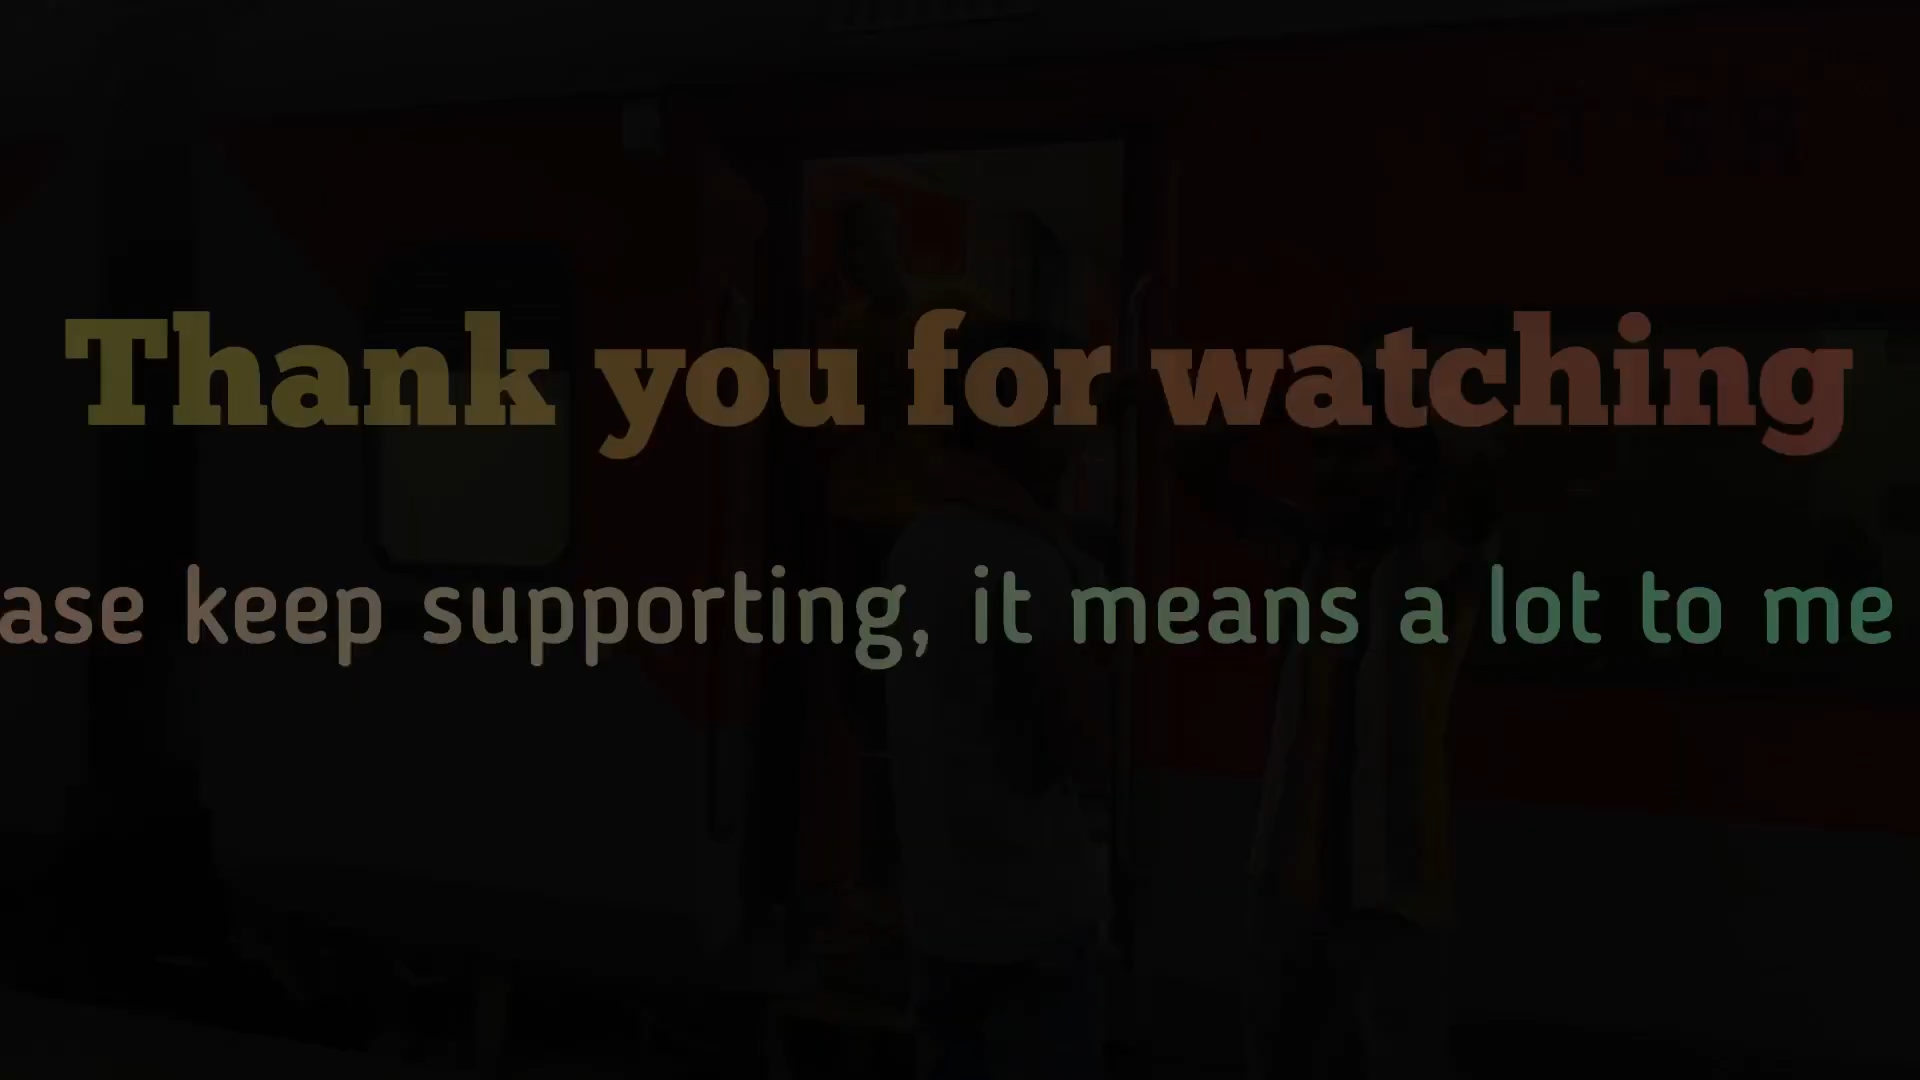 Thank you for watching
ase keep supporting, it means a lot to me